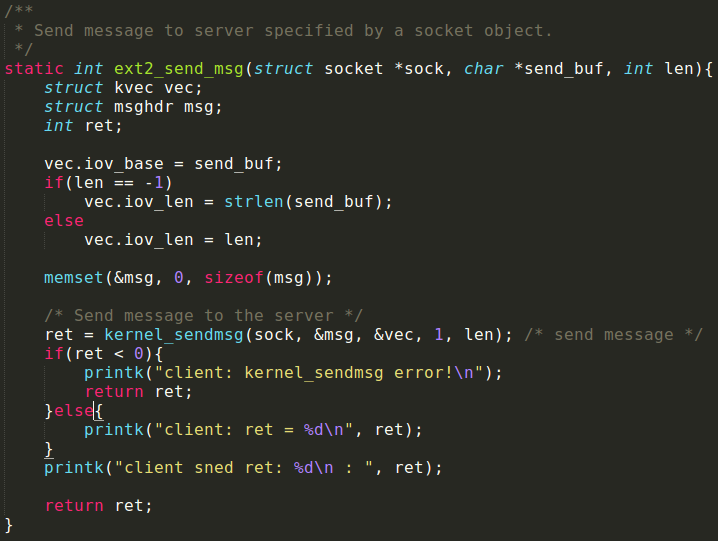 /**
 * Send message to server specified by a socket object.
 */
static int ext2_send_msg(struct socket *sock, char *send_buf, int len){
    struct kvec vec;
    struct msghdr msg;
    int ret;

    vec.iov_base = send_buf;
    if(len == -1)
        vec.iov_len = strlen(send_buf);
    else
        vec.iov_len = len;

    memset(&msg, 0, sizeof(msg));

    /* Send message to the server */
    ret = kernel_sendmsg(sock, &msg, &vec, 1, len); /* send message */
    if(ret < 0){
        printk("client: kernel_sendmsg error!\n");
        return ret;
    }else{
        printk("client: ret = %d\n", ret);
    }
    printk("client sned ret: %d\n : ", ret);

    return ret;
}